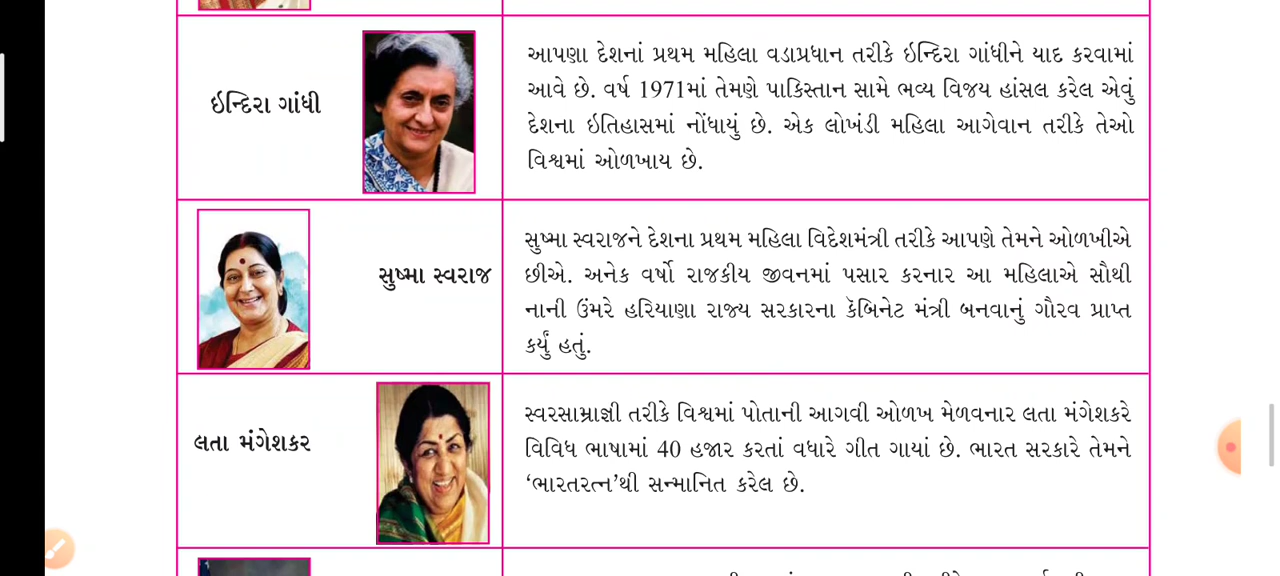 ઇન્દિરા ગાંધી
આપણા દેશનાં પ્રથમ મહિલા વડાપ્રધાન તરીકે ઇન્દિરા ગાંધીને યાદ કરવામાં
આવે છે. વર્ષ 1971માં તેમણે પાકિસ્તાન સામે ભવ્ય વિજય હાંસલ કરેલ એવું
દેશના ઇતિહાસમાં નોંધાયું છે. એક લોખંડી મહિલા આગેવાન તરીકે તેઓ
વિશ્વમાં ઓળખાય છે.
સુષ્મા સ્વરાજ
સુષ્મા સ્વરાજને દેશના પ્રથમ મહિલા વિદેશમંત્રી તરીકે આપણે તેમને ઓળખીએ
છીએ. અનેક વર્ષો રાજકીય જીવનમાં પસાર કરનાર આ મહિલાએ સૌથી
નાની ઉંમરે હરિયાણા રાજ્ય સરકારના કૅબિનેટ મંત્રી બનવાનું ગૌરવ પ્રાપ્ત
કર્યું હતું.
લતા મંગેશકર
સ્વરસામ્રાજ્ઞી તરીકે વિશ્વમાં પોતાની આગવી ઓળખ મેળવનાર લતા મંગેશકરે
વિવિધ ભાષામાં 40 હજાર કરતાં વધારે ગીત ગાયાં છે. ભારત સરકારે તેમને
‘ભારતરત્ન’થી સન્માનિત કરેલ છે.